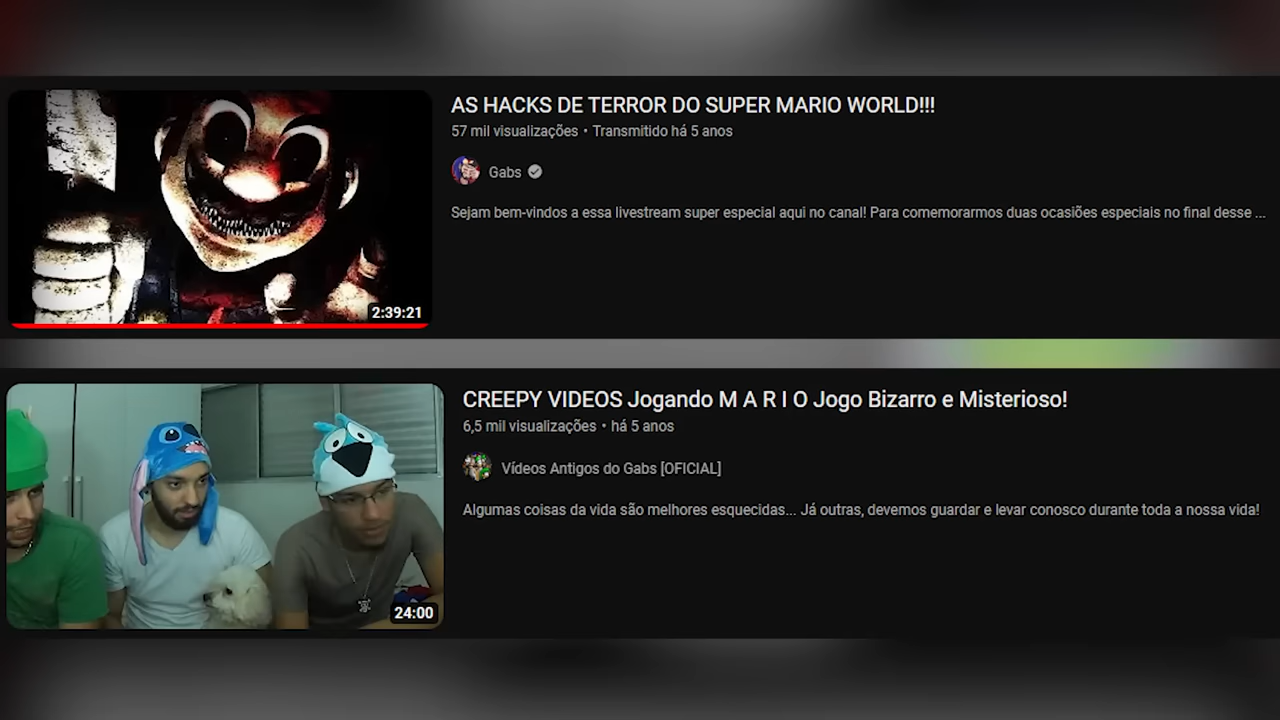 AS HACKS DE TERROR DO SUPER MARIO WORLD!!!
57 mil visualizações • Transmitido há 5 anos
Gabs
Sejam bem-vindos a essa livestream super especial aqui no canal! Para comemorarmos duas ocasiões especiais no final desse ...
2:39:21
CREEPY VIDEOS Jogando M A R I O Jogo Bizarro e Misterioso!
6,5 mil visualizações • há 5 anos
Vídeos Antigos do Gabs [OFICIAL]
Algumas coisas da vida são melhores esquecidas... Já outras, devemos guardar e levar conosco durante toda a nossa vida!
24:00